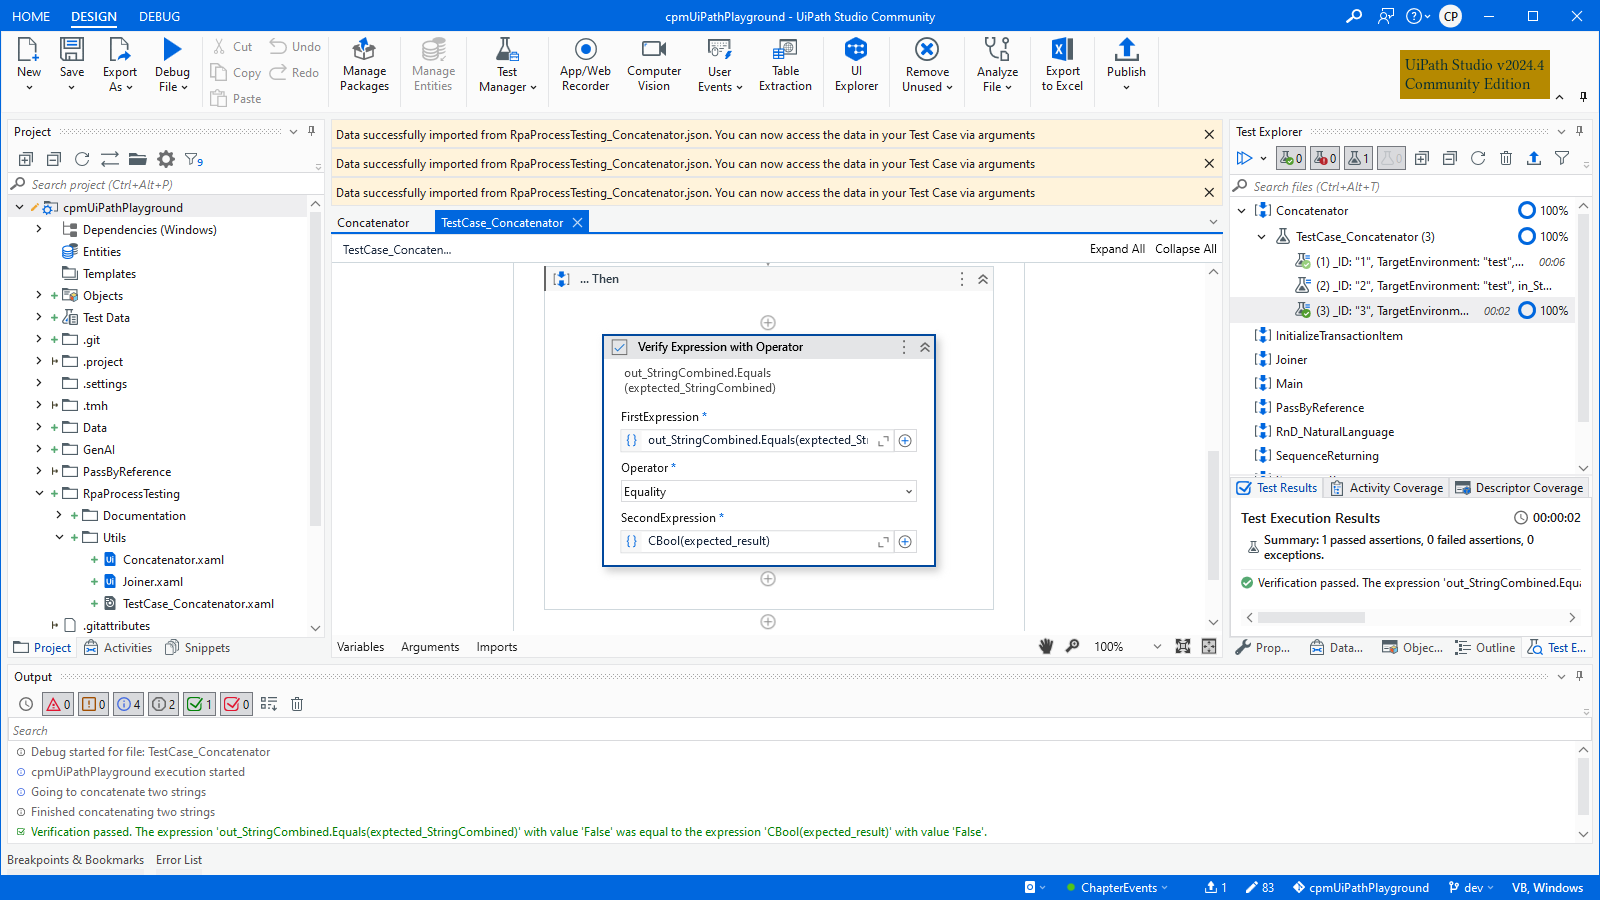 HOME DESIGN DEBUG
cpmUiPathPlayground - UiPath Studio Community
CP
New
Save
Export As
Debug File
Cut
Copy
Paste
Undo
Redo
Manage Packages
Manage Entities
Test Manager
App/Web Recorder
Computer Vision
User Events
Table Extraction
UI Explorer
Remove Unused
Analyze File
Export to Excel
Publish
UiPath Studio v2024.4
Community Edition
Project
9
Search project (Ctrl+Alt+P)
cpmUiPathPlayground
Dependencies (Windows)
Entities
Templates
Objects
Test Data
.git
.project
.settings
.tmh
Data
GenAI
PassByReference
RpaProcessTesting
Documentation
Utils
Concatenator.xaml
Joiner.xaml
TestCase_Concatenator.xaml
.gitattributes
Project Activities Snippets
Data successfully imported from RpaProcessTesting_Concatenator.json. You can now access the data in your Test Case via arguments
Data successfully imported from RpaProcessTesting_Concatenator.json. You can now access the data in your Test Case via arguments
Data successfully imported from RpaProcessTesting_Concatenator.json. You can now access the data in your Test Case via arguments
Concatenator TestCase_Concatenator
TestCase_Concaten... Expand All Collapse All
... Then
Verify Expression with Operator
out_StringCombined.Equals
(exptected_StringCombined)
FirstExpression *
{} out_StringCombined.Equals(exptected_Str
Operator *
Equality
SecondExpression *
{} CBool(expected_result)
Variables Arguments Imports 100%
Test Explorer
0 0 1 0
Search files (Ctrl+Alt+T)
Concatenator 100%
TestCase_Concatenator (3) 100%
(1) _ID: "1", TargetEnvironment: "test",... 00:06
(2) _ID: "2", TargetEnvironment: "test", in_St...
(3) _ID: "3", TargetEnvironm... 00:02 100%
InitializeTransactionItem
Joiner
Main
PassByReference
RnD_NaturalLanguage
SequenceReturning
Test Results Activity Coverage Descriptor Coverage
Test Execution Results 00:00:02
Summary: 1 passed assertions, 0 failed assertions, 0
exceptions.
Verification passed. The expression 'out_StringCombined.Equa
Prop... Data... Objec... Outline Test E...
Output
0 0 4 2 1 0
Search
Debug started for file: TestCase_Concatenator
cpmUiPathPlayground execution started
Going to concatenate two strings
Finished concatenating two strings
Verification passed. The expression 'out_StringCombined.Equals(exptected_StringCombined)' with value 'False' was equal to the expression 'CBool(expected_result)' with value 'False'.
Breakpoints & Bookmarks Error List
ChapterEvents 1 83 cpmUiPathPlayground dev VB, Windows